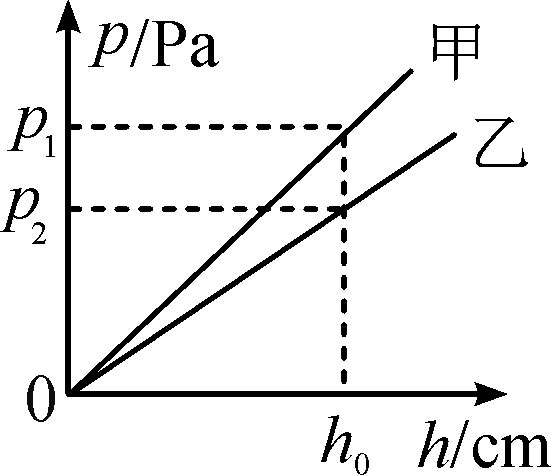 p/Pa
甲
p₁
乙
p₂
0
h₀
h/cm